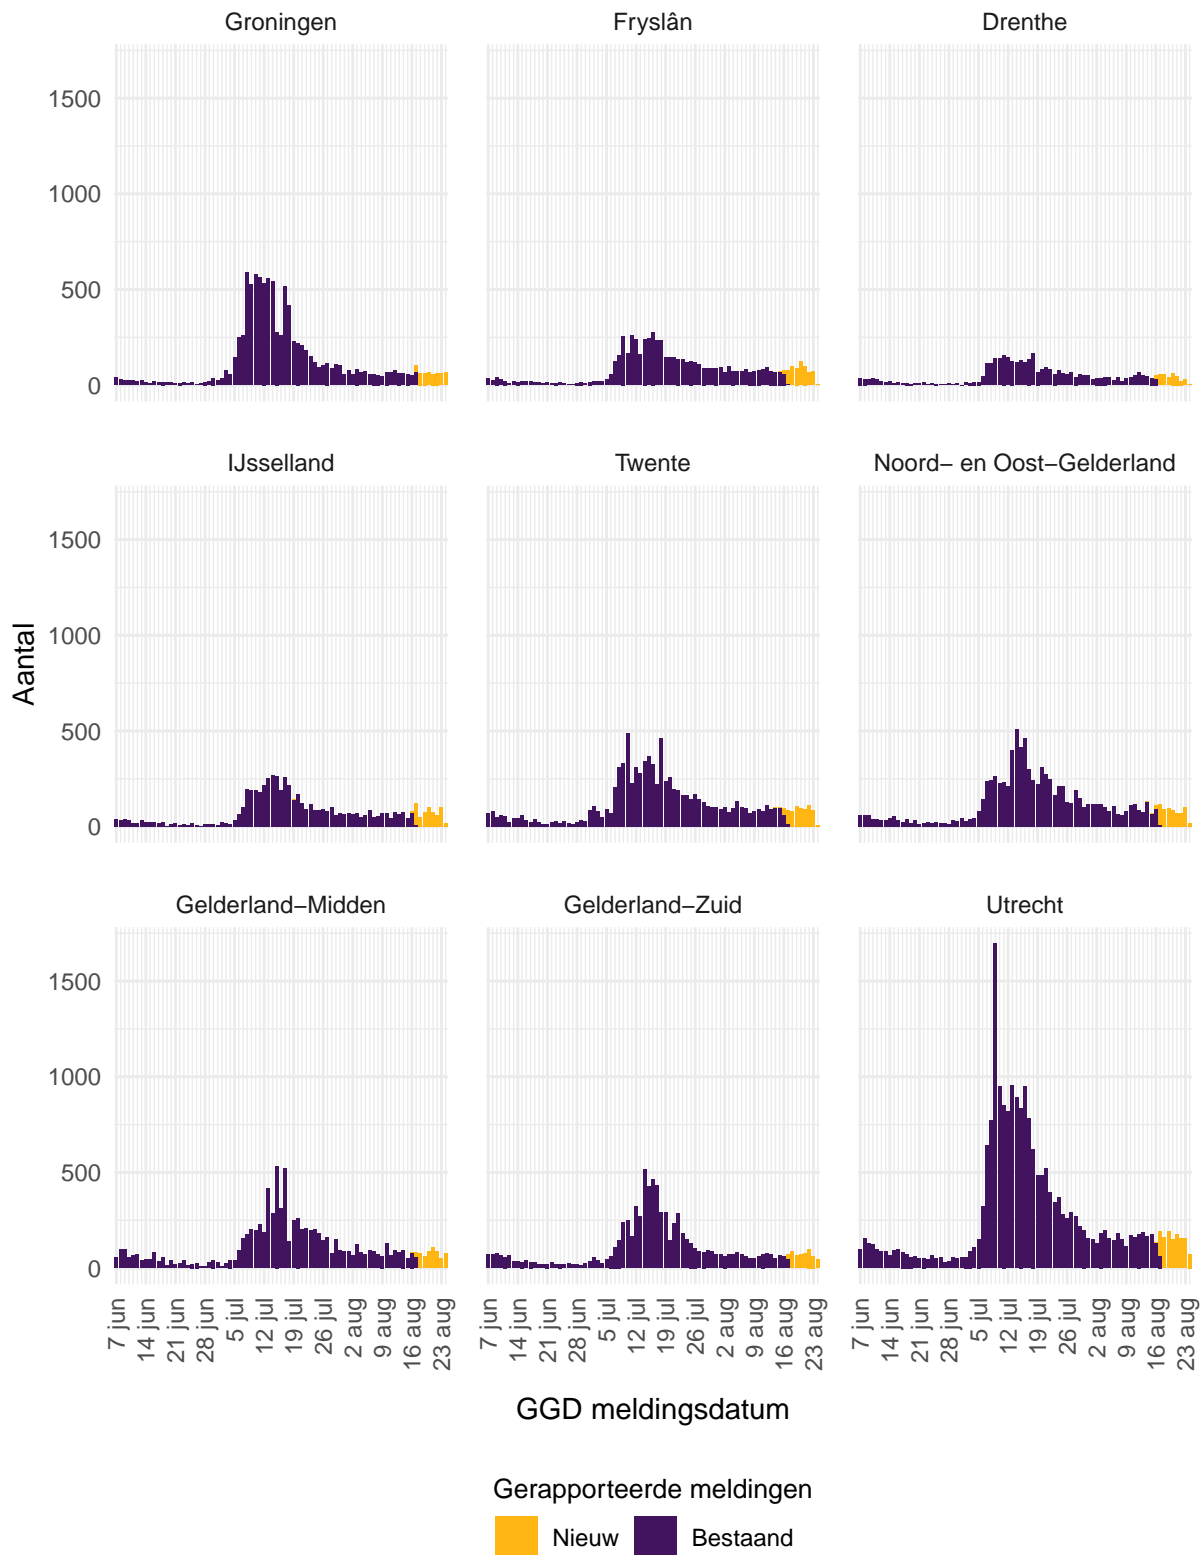 Groningen Fryslân Drenthe
1500
1000
500
0
IJsselland Twente Noord− en Oost−Gelderland
1500
1000
500
0
Aantal
Gelderland−Midden Gelderland−Zuid Utrecht
1500
1000
500
0
7 jun 14 jun 21 jun 28 jun 5 jul 12 jul 19 jul 26 jul 2 aug 9 aug 16 aug 23 aug 7 jun 14 jun 21 jun 28 jun 5 jul 12 jul 19 jul 26 jul 2 aug 9 aug 16 aug 23 aug 7 jun 14 jun 21 jun 28 jun 5 jul 12 jul 19 jul 26 jul 2 aug 9 aug 16 aug 23 aug
GGD meldingsdatum
Gerapporteerde meldingen
Nieuw Bestaand